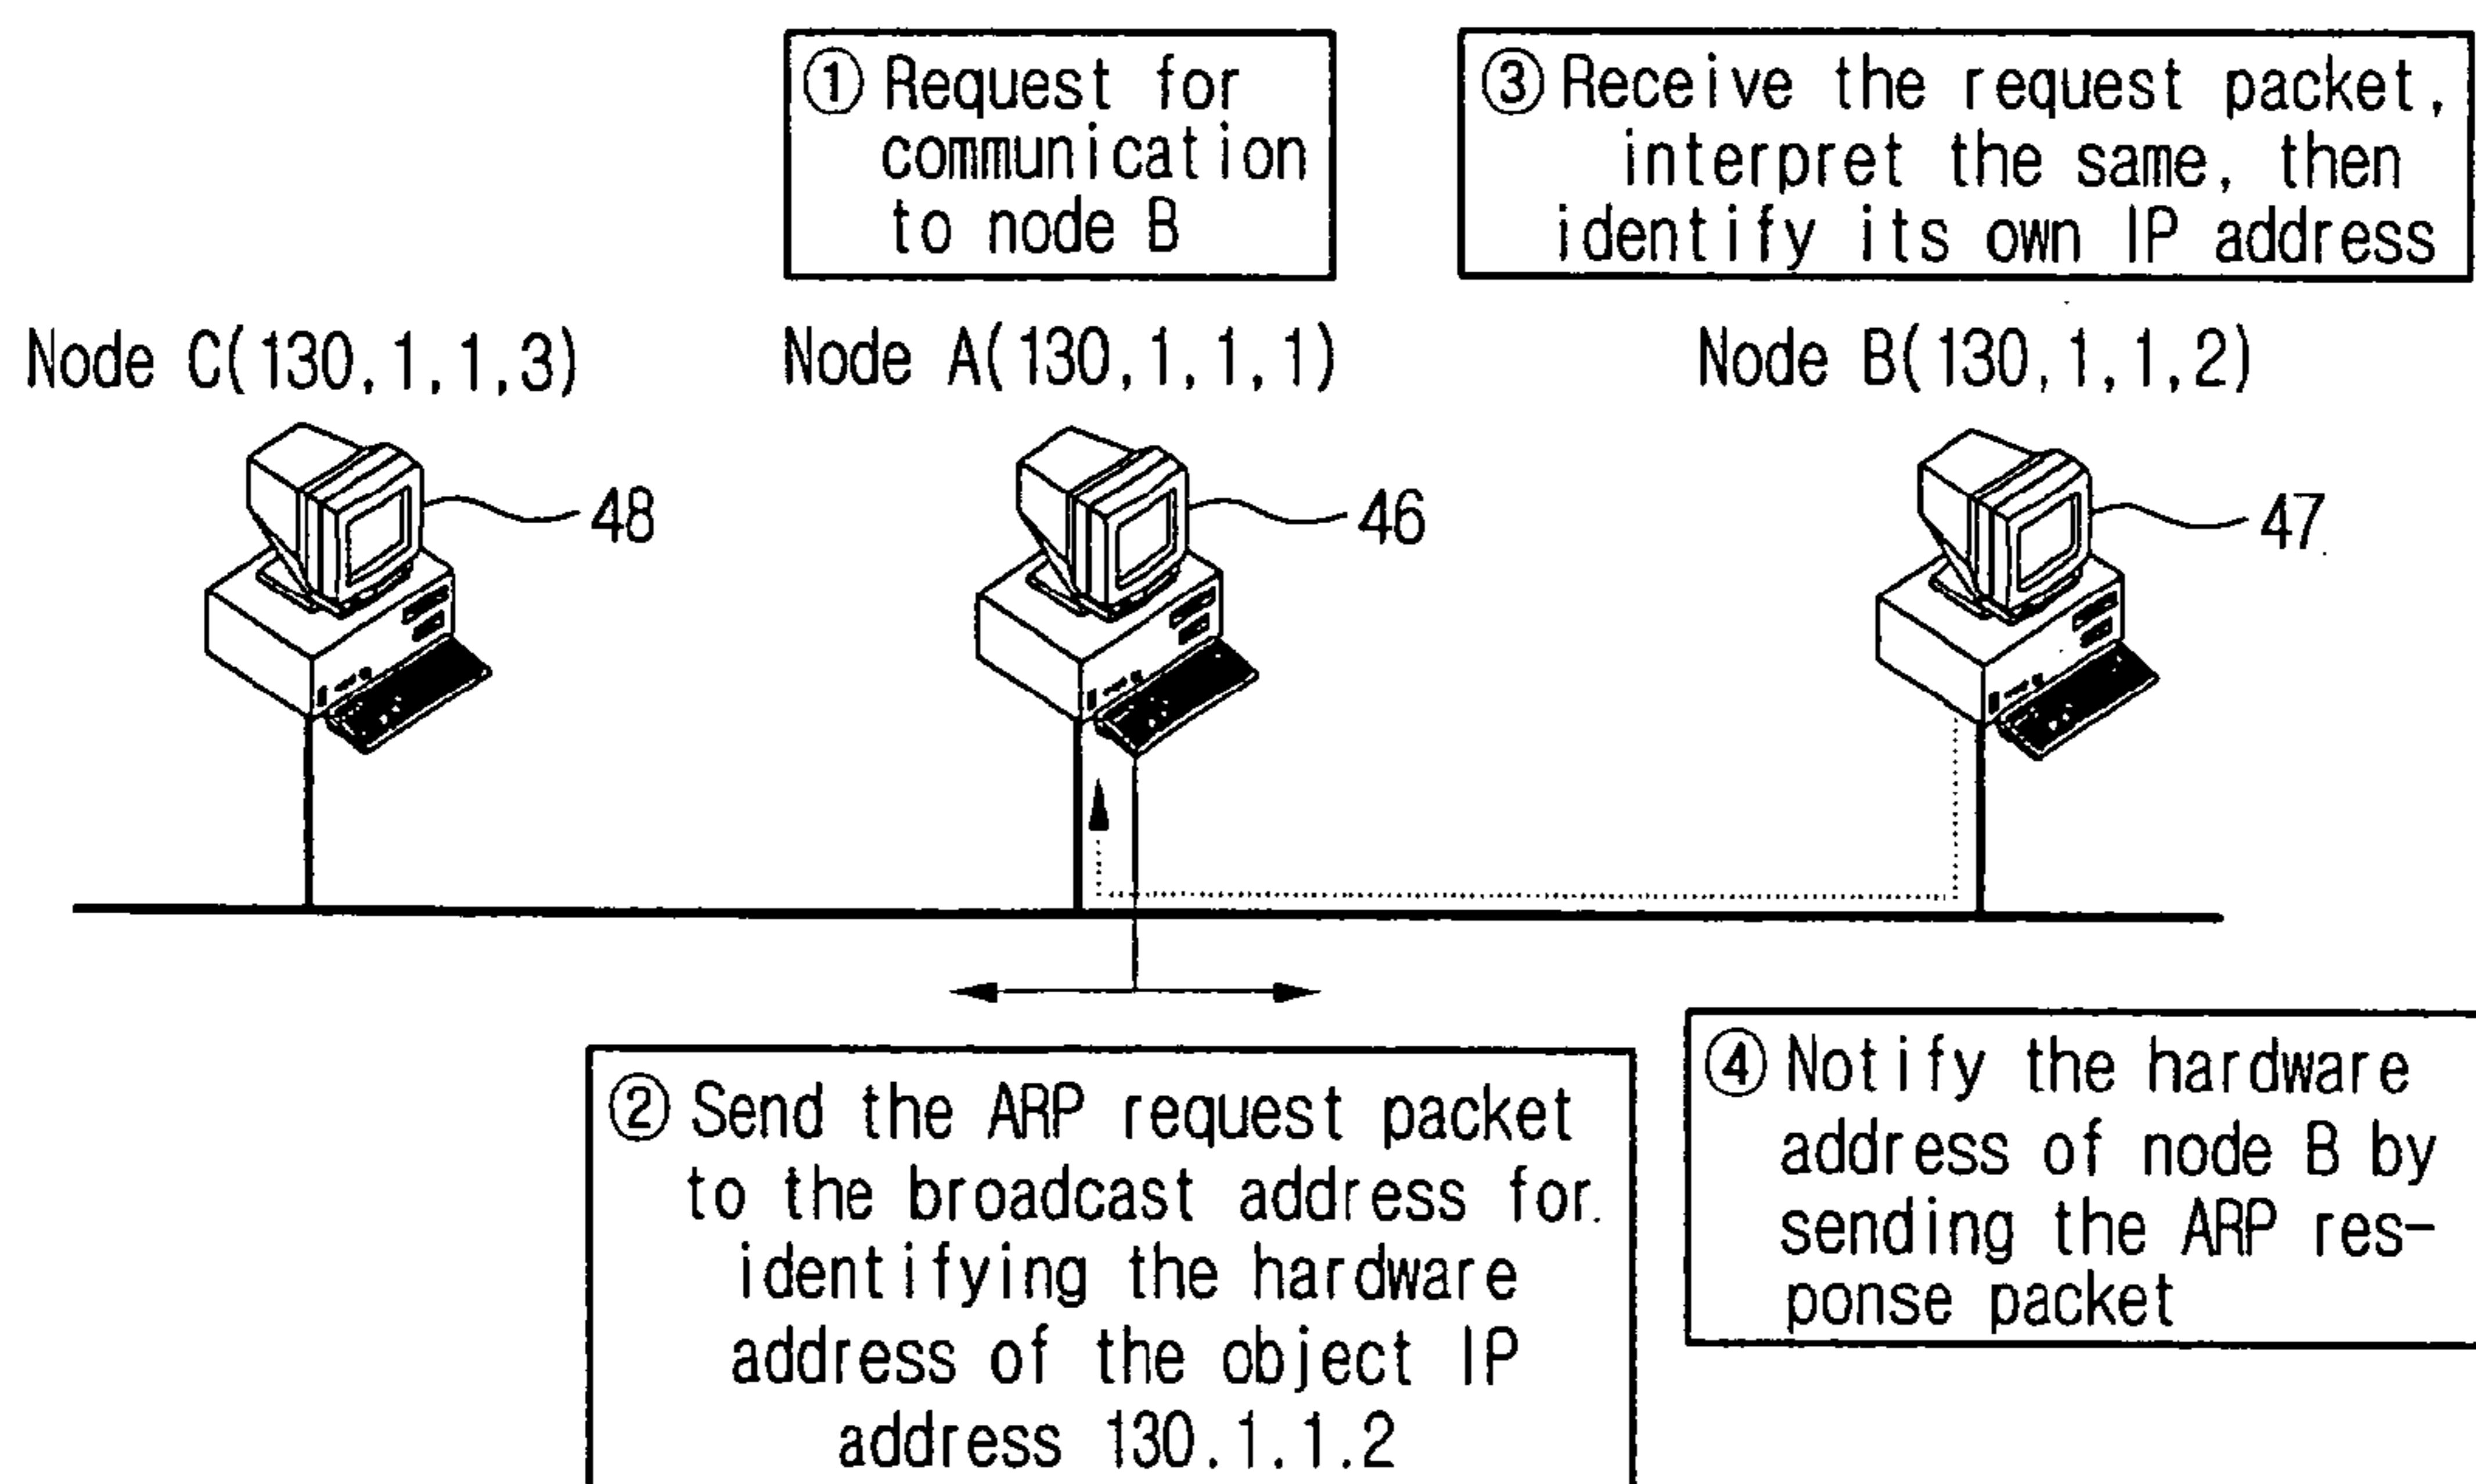 ① Request for
communication
to node B
③ Receive the request packet,
interpret the same, then
identify its own IP address
Node C(130,1,1,3)
Node A(130,1,1,1)
Node B(130,1,1,2)
48
46
47
② Send the ARP request packet
to the broadcast address for
identifying the hardware
address of the object IP
address 130.1.1.2
④ Notify the hardware
address of node B by
sending the ARP res-
ponse packet